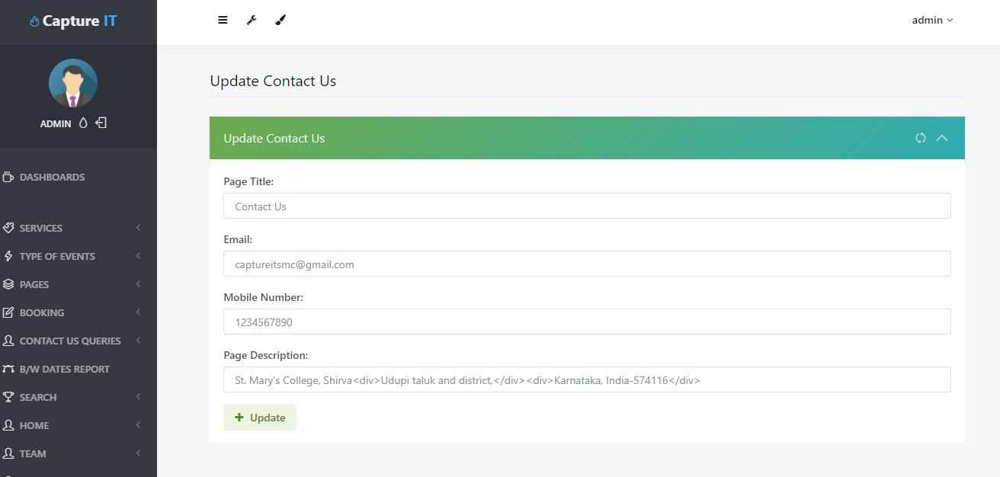 Capture IT
admin
ADMIN
DASHBOARDS
SERVICES
TYPE OF EVENTS
PAGES
BOOKING
CONTACT US QUERIES
B/W DATES REPORT
SEARCH
HOME
TEAM
Update Contact Us
Update Contact Us
Page Title:
Contact Us
Email:
captureitsmc@gmail.com
Mobile Number:
1234567890
Page Description:
St. Mary's College, Shirva<div>Udupi taluk and district,</div><div>Karnataka, India-574116</div>
Update